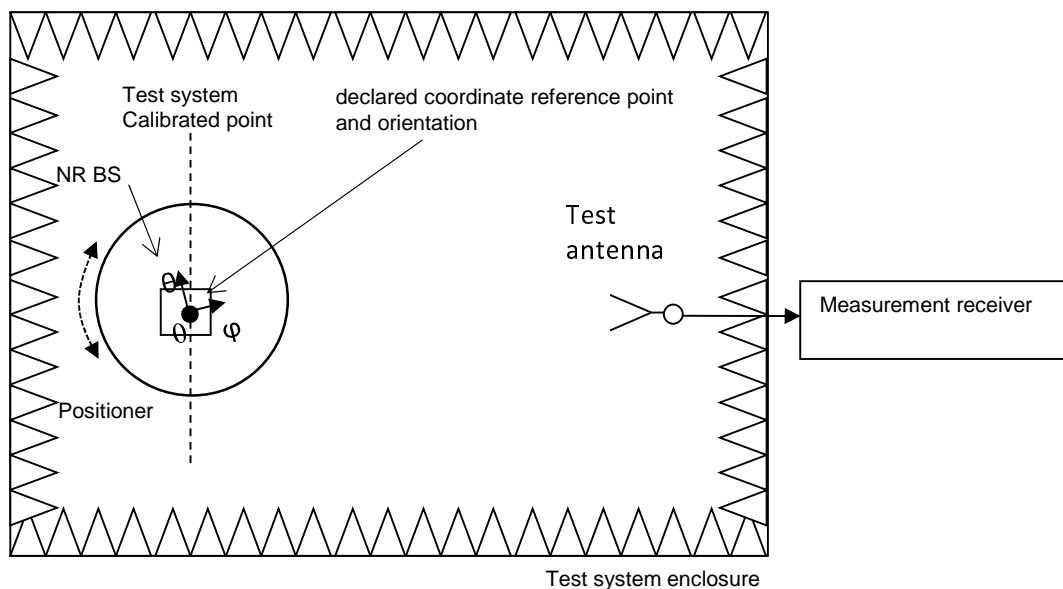 Test system
Calibrated point
declared coordinate reference point
and orientation
NR BS
Test
antenna
θ
θ
φ
Measurement receiver
Positioner
Test system enclosure